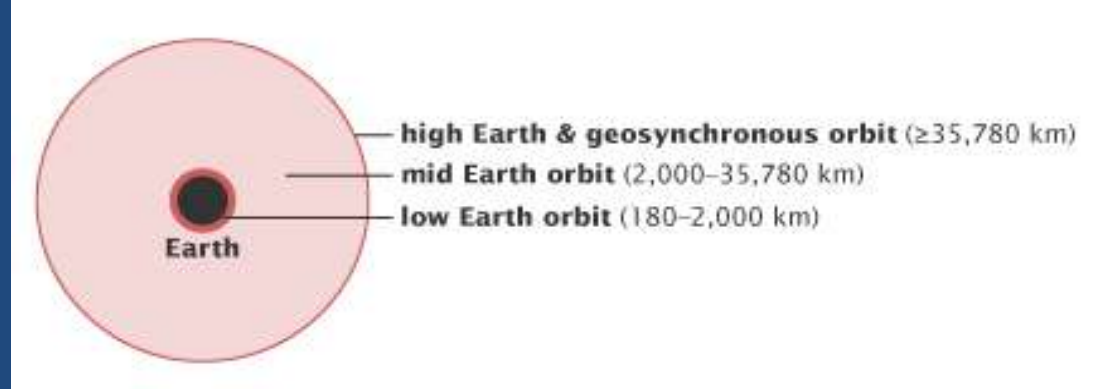 high Earth & geosynchronous orbit (≥35,780 km)
mid Earth orbit (2,000–35,780 km)
low Earth orbit (180–2,000 km)
Earth